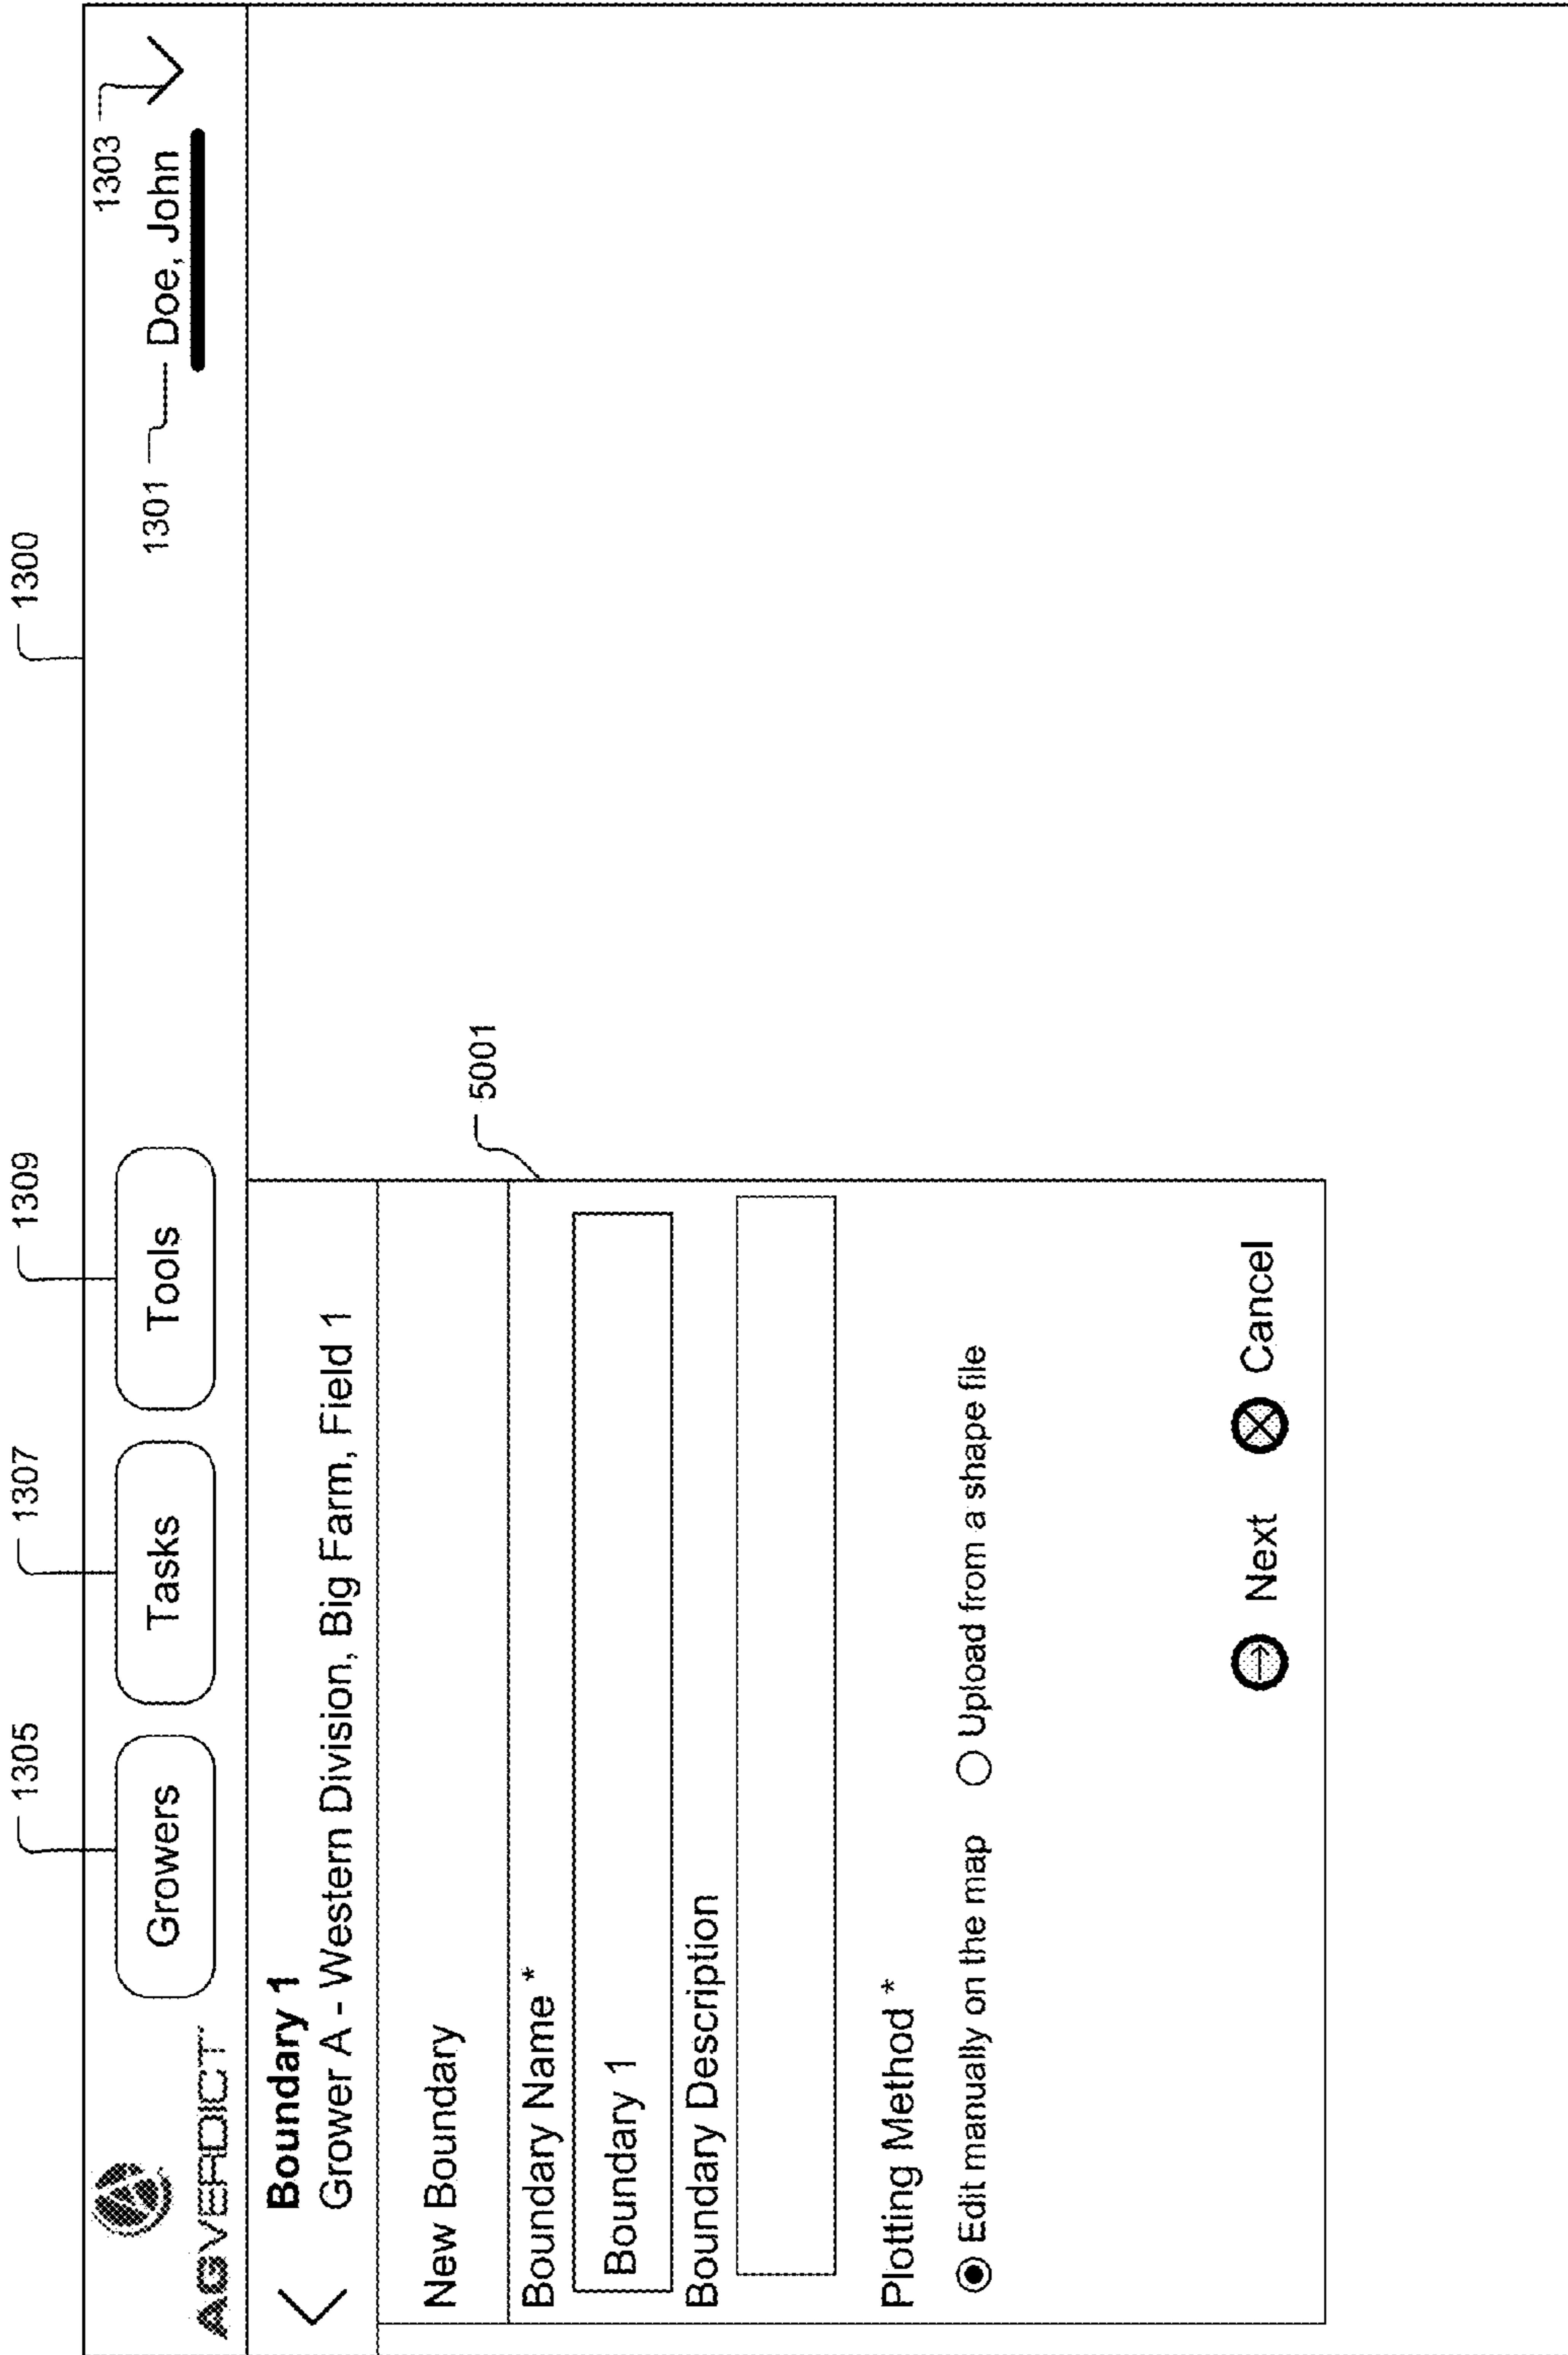 1300
1305
1307
1309
1303
AGVERDICT
Growers
Tasks
Tools
1301
Doe, John
Boundary 1
Grower A - Western Division, Big Farm, Field 1
New Boundary
5001
Boundary Name *
Boundary 1
Boundary Description
Plotting Method *
Edit manually on the map
Upload from a shape file
Next
Cancel